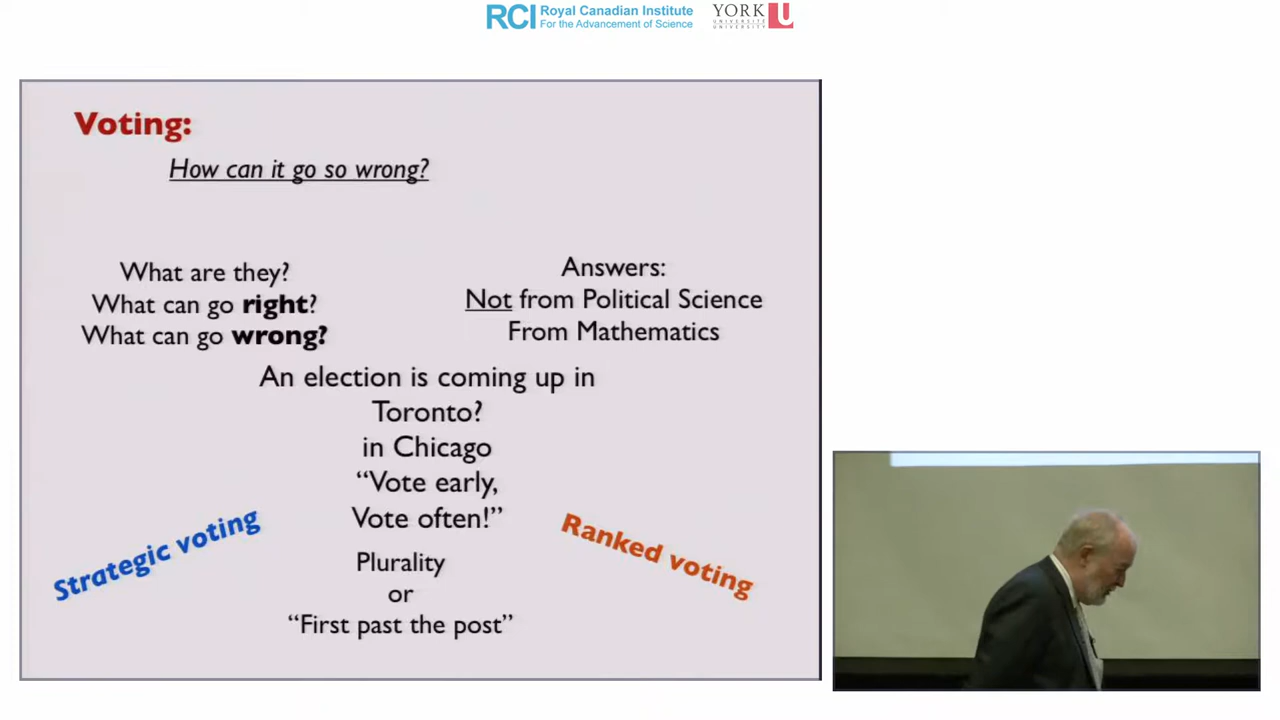 RCI Royal Canadian Institute
For the Advancement of Science
YORK U
UNIVERSITÉ
UNIVERSITY
Voting:
How can it go so wrong?
What are they?
What can go right?
What can go wrong?
Answers:
Not from Political Science
From Mathematics
An election is coming up in
Toronto?
in Chicago
“Vote early,
Vote often!”
Strategic voting
Ranked voting
Plurality
or
“First past the post”